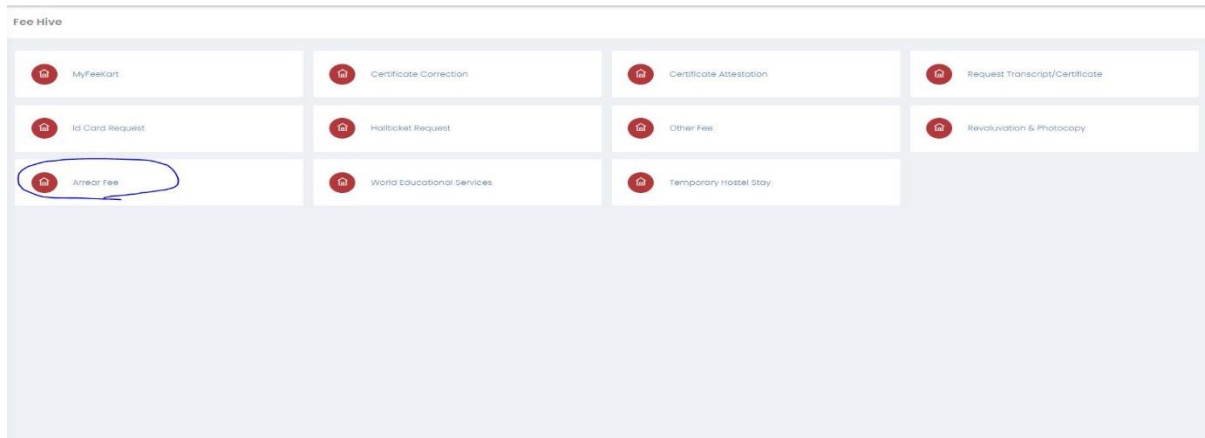 Fee Hive
MyFeeKart
Certificate Correction
Certificate Attestation
Request Transcript/Certificate
Id Card Request
Hallticket Request
Other Fee
Revaluvation & Photocopy
Arrear Fee
World Educational Services
Temporary Hostel Stay